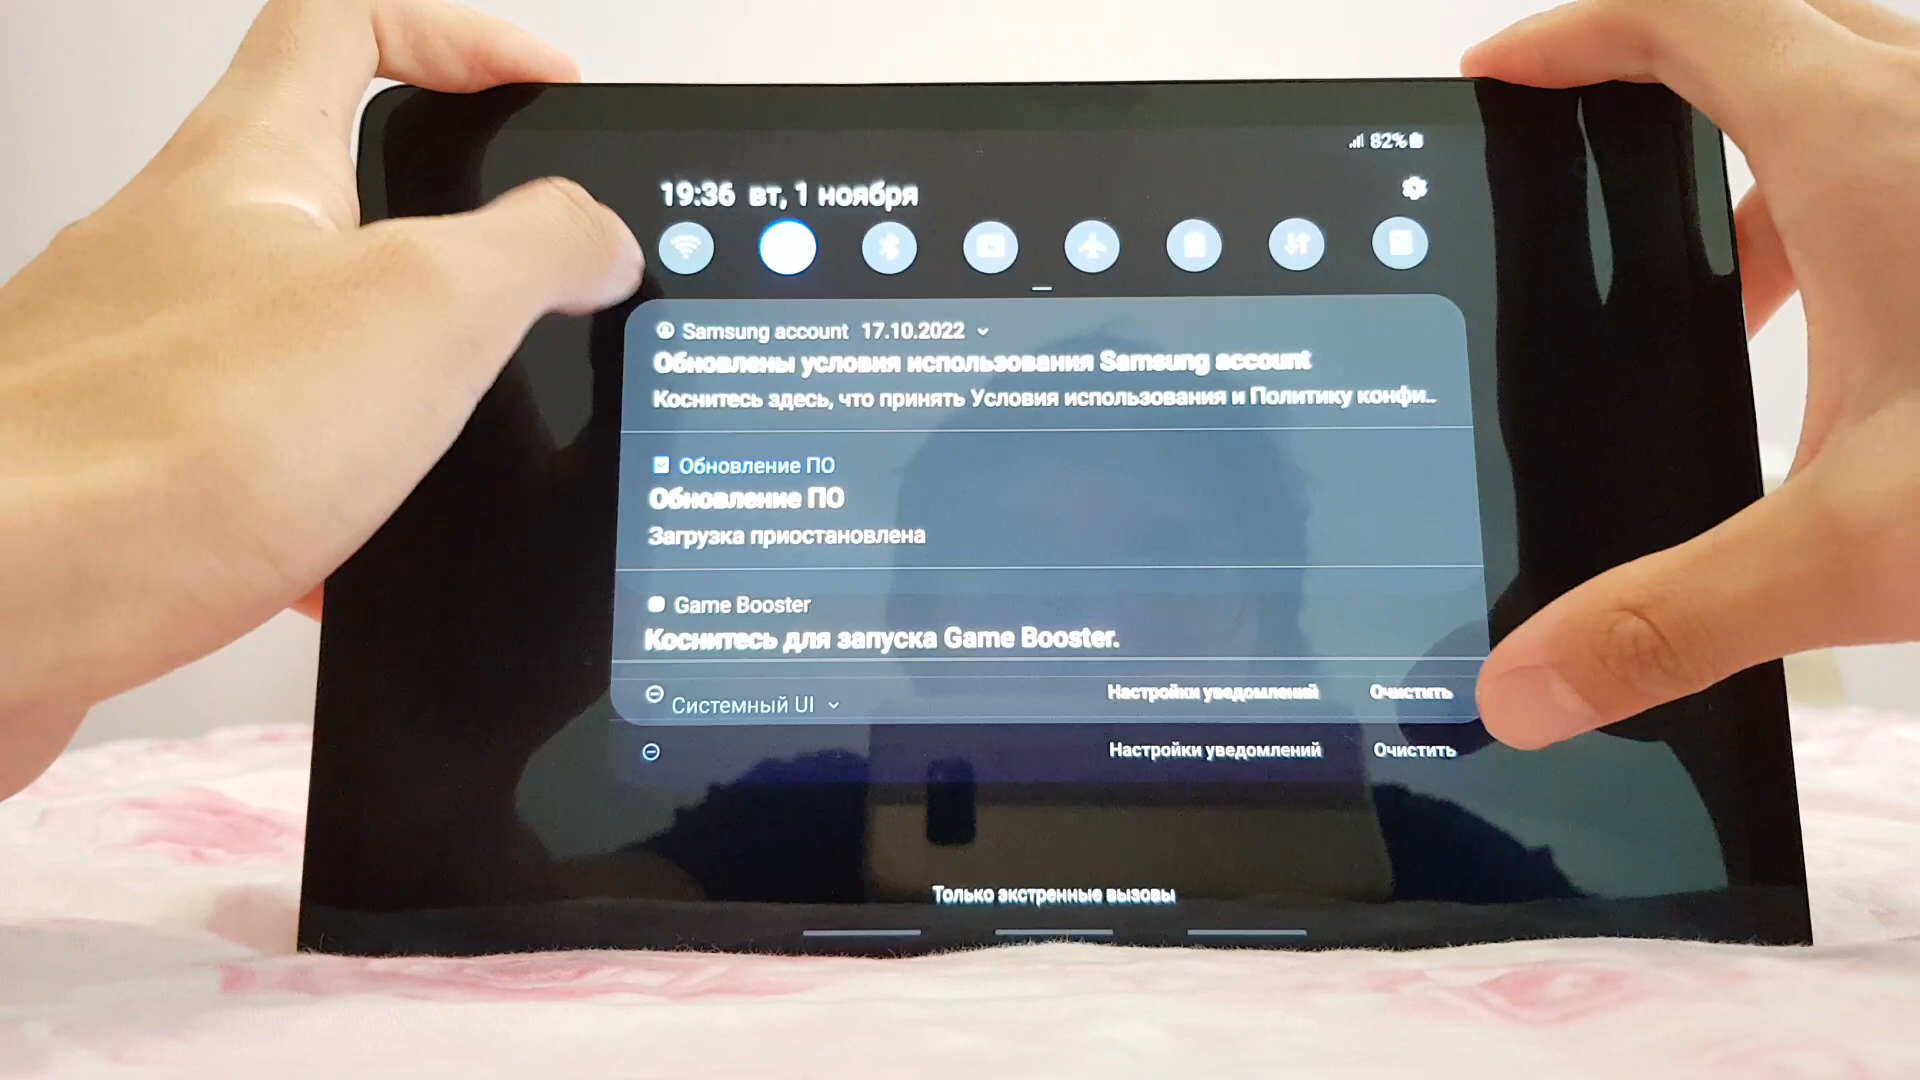 82%
19:36 вт, 1 ноября
Samsung account 17.10.2022
Обновлены условия использования Samsung account
Коснитесь здесь, что принять Условия использования и Политику конфи...
Обновление ПО
Обновление ПО
Загрузка приостановлена
Game Booster
Коснитесь для запуска Game Booster.
Системный UI
Настройки уведомлений Очистить
Настройки уведомлений Очистить
Только экстренные вызовы